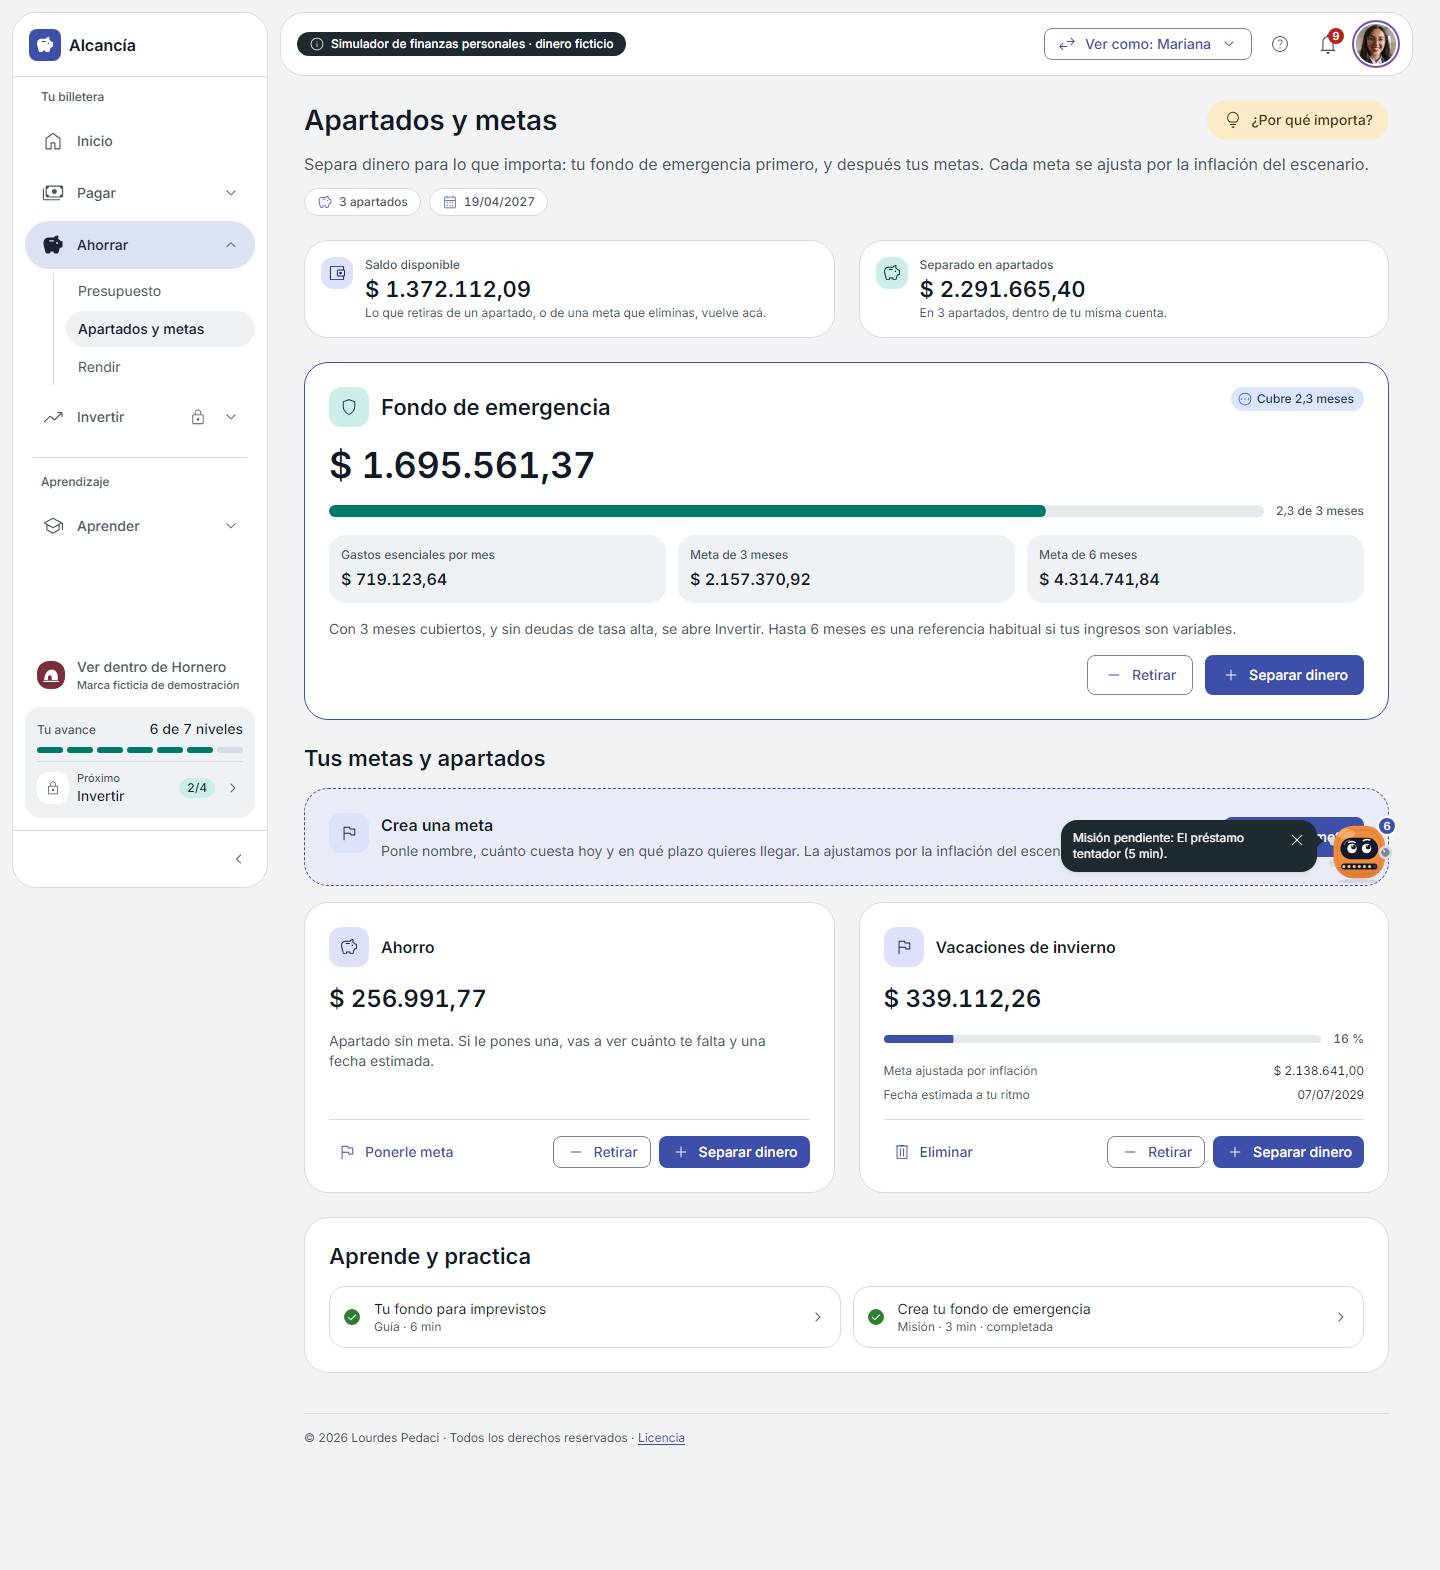 Alcancía
Tu billetera
Inicio
Pagar
Ahorrar
Presupuesto
Apartados y metas
Rendir
Invertir
Aprendizaje
Aprender
Ver dentro de Hornero
Marca ficticia de demostración
Tu avance 6 de 7 niveles
Próximo
Invertir 2/4
Simulador de finanzas personales · dinero ficticio
Ver como: Mariana
9
Apartados y metas
¿Por qué importa?
Separa dinero para lo que importa: tu fondo de emergencia primero, y después tus metas. Cada meta se ajusta por la inflación del escenario.
3 apartados
19/04/2027
Saldo disponible
$ 1.372.112,09
Lo que retiras de un apartado, o de una meta que eliminas, vuelve acá.
Separado en apartados
$ 2.291.665,40
En 3 apartados, dentro de tu misma cuenta.
Fondo de emergencia
Cubre 2,3 meses
$ 1.695.561,37
2,3 de 3 meses
Gastos esenciales por mes
$ 719.123,64
Meta de 3 meses
$ 2.157.370,92
Meta de 6 meses
$ 4.314.741,84
Con 3 meses cubiertos, y sin deudas de tasa alta, se abre Invertir. Hasta 6 meses es una referencia habitual si tus ingresos son variables.
Retirar
Separar dinero
Tus metas y apartados
Crea una meta
Ponle nombre, cuánto cuesta hoy y en qué plazo quieres llegar. La ajustamos por la inflación del
Misión pendiente: El préstamo
tentador (5 min).
6
Ahorro
$ 256.991,77
Apartado sin meta. Si le pones una, vas a ver cuánto te falta y una
fecha estimada.
Ponerle meta
Retirar
Separar dinero
Vacaciones de invierno
$ 339.112,26
16 %
Meta ajustada por inflación $ 2.138.641,00
Fecha estimada a tu ritmo 07/07/2029
Eliminar
Retirar
Separar dinero
Aprende y practica
Tu fondo para imprevistos
Guía · 6 min
Crea tu fondo de emergencia
Misión · 3 min · completada
© 2026 Lourdes Pedaci · Todos los derechos reservados · Licencia